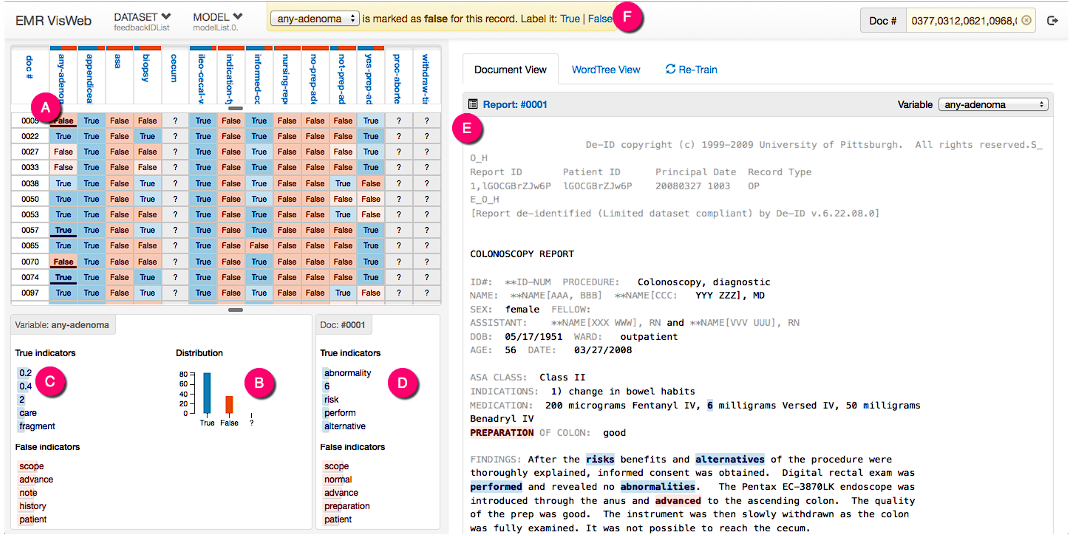 EMR VisWeb
DATASET
feedbackIDList
MODEL
modelList.0.
any-adenoma is marked as false for this record. Label it: True | False
F
Doc # 0377,0312,0621,0968,
doc # any-adenom appendicea asa biopsy cecum ileo-cecal-v indication-ty informed-co nursing-rep no-prep-ade not-prep-ad yes-prep-ad proc-aborte withdraw-ti
A
0005 False True False False ? True False True False False False True ? ?
0022 True True False True ? True False True False False False True ? ?
0027 False True False False ? True False True False False False True ? ?
0033 False True False False ? True False True False False False True ? ?
0038 True True False True ? True False True False False True False ? ?
0050 True True False True ? True False True False False False True ? ?
0053 True True False False ? True False True False False True False ? ?
0057 True True False True ? True False True False False False True ? ?
0065 True True False False ? True False False False False False True ? ?
0070 False True False False ? True False True False False False True ? ?
0074 True True False True ? True False True False False False True ? ?
0097 True True False True ? True False True False False True False ? ?
Variable: any-adenoma
True indicators
0.2
0.4
2
care
fragment
C
False indicators
scope
advance
note
history
patient
Distribution
80
60
40
20
0
True False ?
B
Doc: #0001
True indicators
abnormality
6
risk
perform
alternative
D
False indicators
scope
normal
advance
preparation
patient
Document View WordTree View Re-Train
Report: #0001 Variable any-adenoma
E
De-ID copyright (c) 1999-2009 University of Pittsburgh. All rights reserved.S_
O_H
Report ID Patient ID Principal Date Record Type
1,lGOCGBrZJw6P lGOCGBrZJw6P 20080327 1003 OP
E_O_H
[Report de-identified (Limited dataset compliant) by De-ID v.6.22.08.0]
COLONOSCOPY REPORT
ID#: **ID-NUM PROCEDURE: Colonoscopy, diagnostic
NAME: **NAME[AAA, BBB] **NAME[CCC: YYY ZZZ], MD
SEX: female FELLOW:
ASSISTANT: **NAME[XXX WWW], RN and **NAME[VVV UUU], RN
DOB: 05/17/1951 WARD: outpatient
AGE: 56 DATE: 03/27/2008
ASA CLASS: Class II
INDICATIONS: 1) change in bowel habits
MEDICATION: 200 micrograms Fentanyl IV, 6 milligrams Versed IV, 50 milligrams
Benadryl IV
PREPARATION OF COLON: good
FINDINGS: After the risks benefits and alternatives of the procedure were
thoroughly explained, informed consent was obtained. Digital rectal exam was
performed and revealed no abnormalities. The Pentax EC-3870LK endoscope was
introduced through the anus and advanced to the ascending colon. The quality
of the prep was good. The instrument was then slowly withdrawn as the colon
was fully examined. It was not possible to reach the cecum.